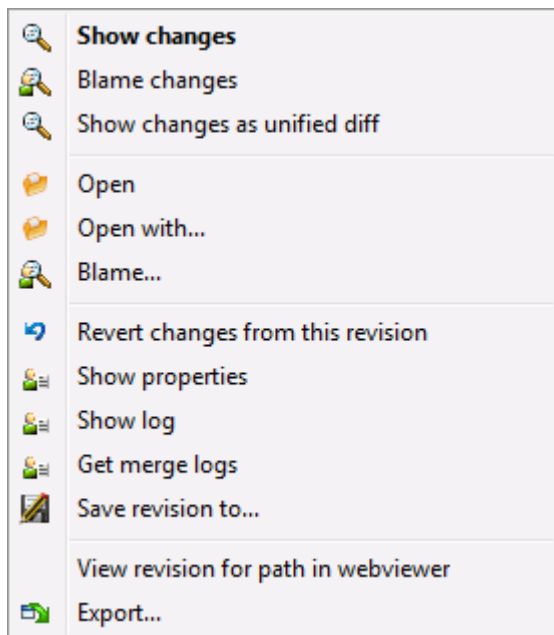 Show changes
Blame changes
Show changes as unified diff
Open
Open with...
Blame...
Revert changes from this revision
Show properties
Show log
Get merge logs
Save revision to...
View revision for path in webviewer
Export...